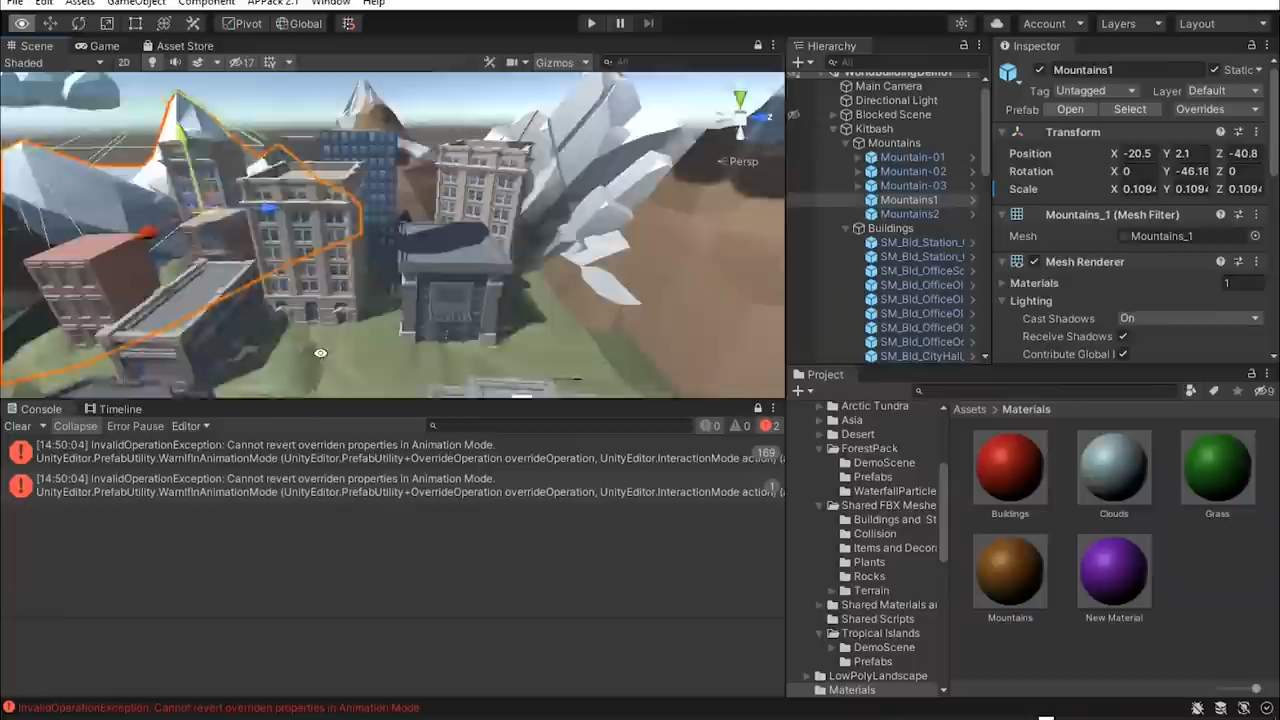 File Edit Assets GameObject Component APPack 2.1 Window Help
Pivot Global Account Layers Layout
Scene Game Asset Store
Shaded 2D 17 Gizmos All
Persp
z
Hierarchy
All
WorldBuildingDemo1
Main Camera
Directional Light
Blocked Scene
Kitbash
Mountains
Mountain-01
Mountain-02
Mountain-03
Mountains1
Mountains2
Buildings
SM_Bld_Station_
SM_Bld_Station_
SM_Bld_OfficeSc
SM_Bld_OfficeOl
SM_Bld_OfficeOl
SM_Bld_OfficeOl
SM_Bld_OfficeOl
SM_Bld_OfficeOc
SM_Bld_CityHall_
Inspector
Mountains1 Static
Tag Untagged Layer Default
Prefab Open Select Overrides
Transform
Position X -20.5 Y 2.1 Z -40.8
Rotation X 0 Y -46.16 Z 0
Scale X 0.1094 Y 0.1094 Z 0.1094
Mountains_1 (Mesh Filter)
Mesh Mountains_1
Mesh Renderer
Materials 1
Lighting
Cast Shadows On
Receive Shadows
Contribute Global I
Console Timeline
Clear Collapse Error Pause Editor 0 0 2
[14:50:04] InvalidOperationException: Cannot revert overriden properties in Animation Mode.
UnityEditor.PrefabUtility.WarnIfInAnimationMode (UnityEditor.PrefabUtility+OverrideOperation overrideOperation, UnityEditor.InteractionMode action) (a
169
[14:50:04] InvalidOperationException: Cannot revert overriden properties in Animation Mode.
UnityEditor.PrefabUtility.WarnIfInAnimationMode (UnityEditor.PrefabUtility+OverrideOperation overrideOperation, UnityEditor.InteractionMode action) (a
1
Project
9
Arctic Tundra
Asia
Desert
ForestPack
DemoScene
Prefabs
WaterfallParticle
Shared FBX Meshe
Buildings and St
Collision
Items and Decor
Plants
Rocks
Terrain
Shared Materials a
Shared Scripts
Tropical Islands
DemoScene
Prefabs
LowPolyLandscape
Materials
Assets > Materials
Buildings Clouds Grass
Mountains New Material
InvalidOperationException: Cannot revert overriden properties in Animation Mode